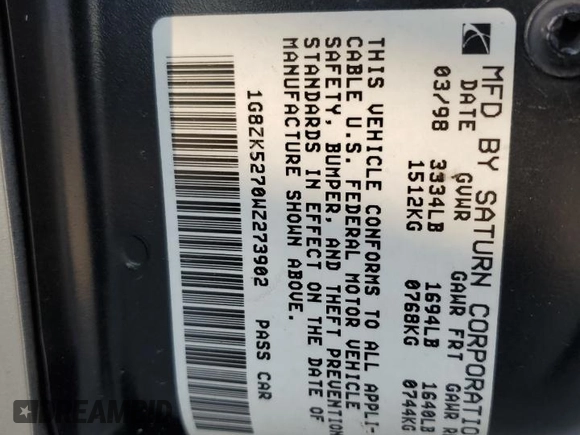 MFD BY SATURN CORPORATIO
DATE GVWR GAWR FRT GAWR R
03/98 3334LB 1694LB 1640LB
1512KG 0768KG 0744KG
THIS VEHICLE CONFORMS TO ALL APPLI-
CABLE U.S. FEDERAL MOTOR VEHICLE
SAFETY, BUMPER, AND THEFT PREVENTION
STANDARDS IN EFFECT ON THE DATE OF
MANUFACTURE SHOWN ABOVE.
1G8ZK5270WZ273902 PASS CAR
DREAMBID